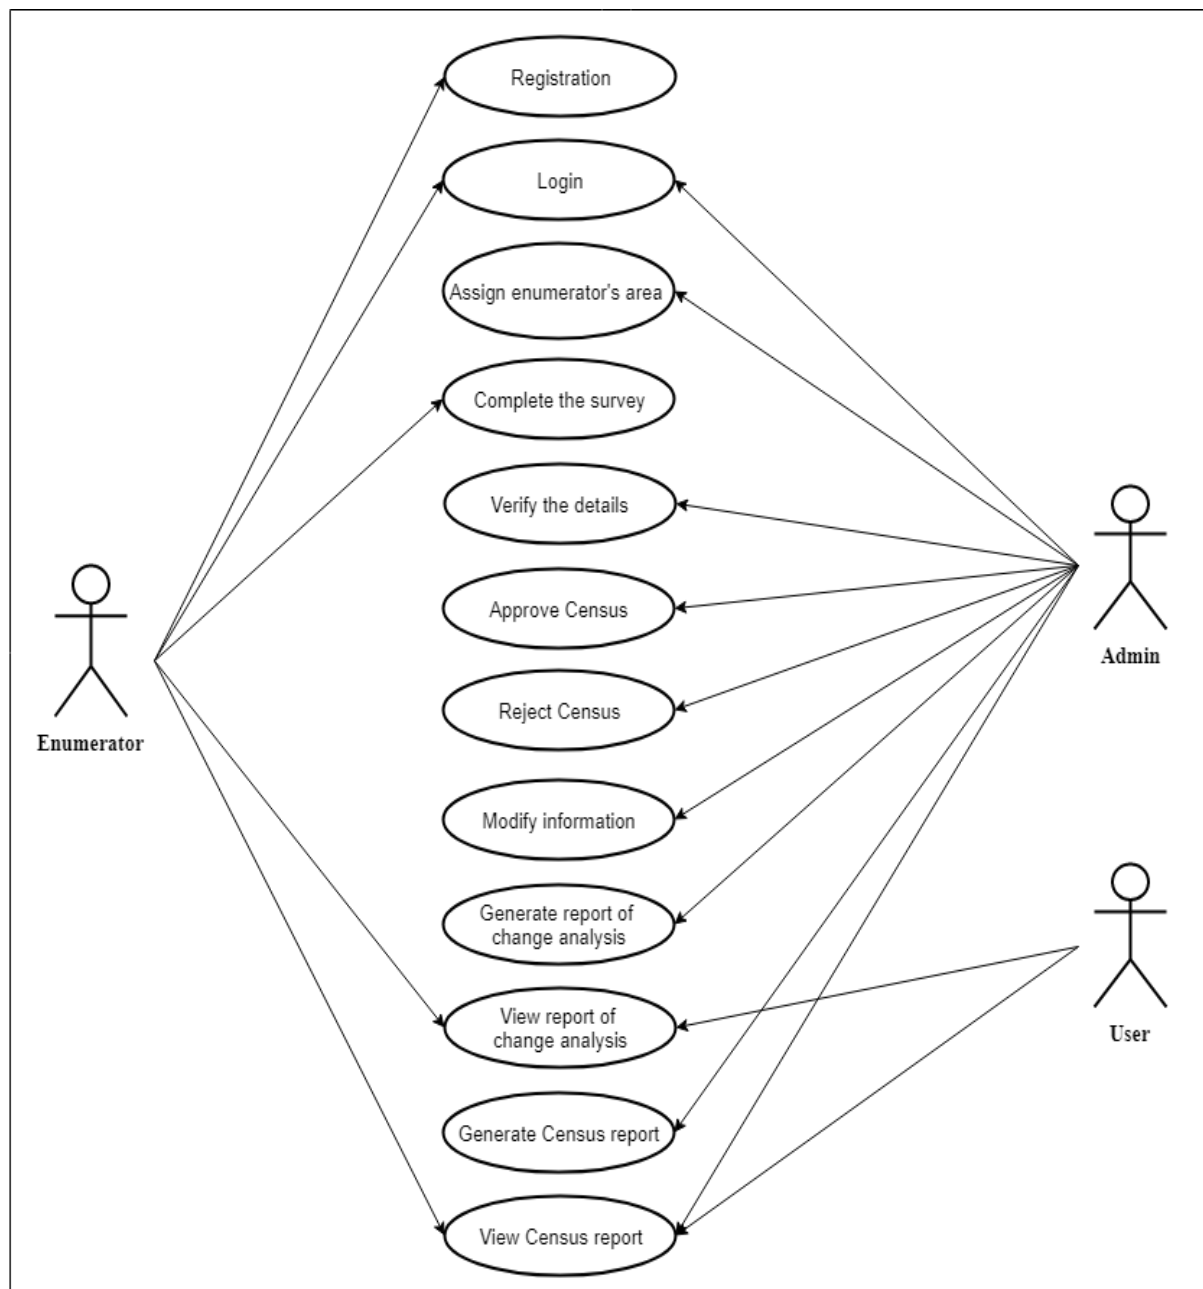 Registration
Login
Assign enumerator's area
Complete the survey
Verify the details
Approve Census
Admin
Reject Census
Enumerator
Modify information
Generate report of
change analysis
View report of
change analysis
User
Generate Census report
View Census report